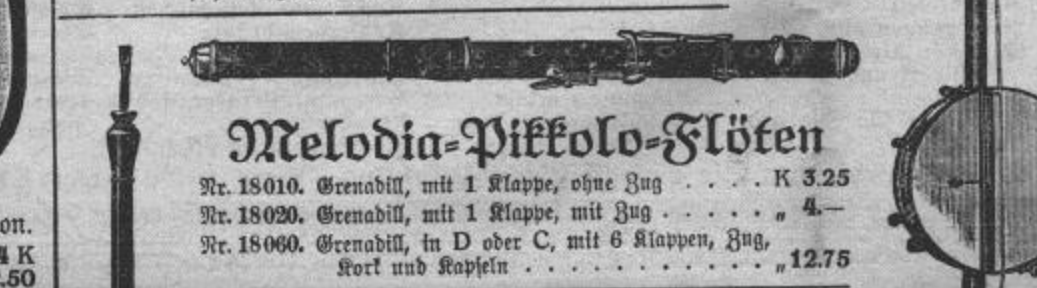 Melodia-Pikkolo-Flöten
Nr. 18010. Grenadill, mit 1 Klappe, ohne Zug . . . . K 3.25
Nr. 18020. Grenadill, mit 1 Klappe, mit Zug . . . . . „ 4.—
Nr. 18060. Grenadill, in D oder C, mit 6 Klappen, Zug,
Kork und Kapseln . . . . . . . . . . . „ 12.75
on.
4 K
.50